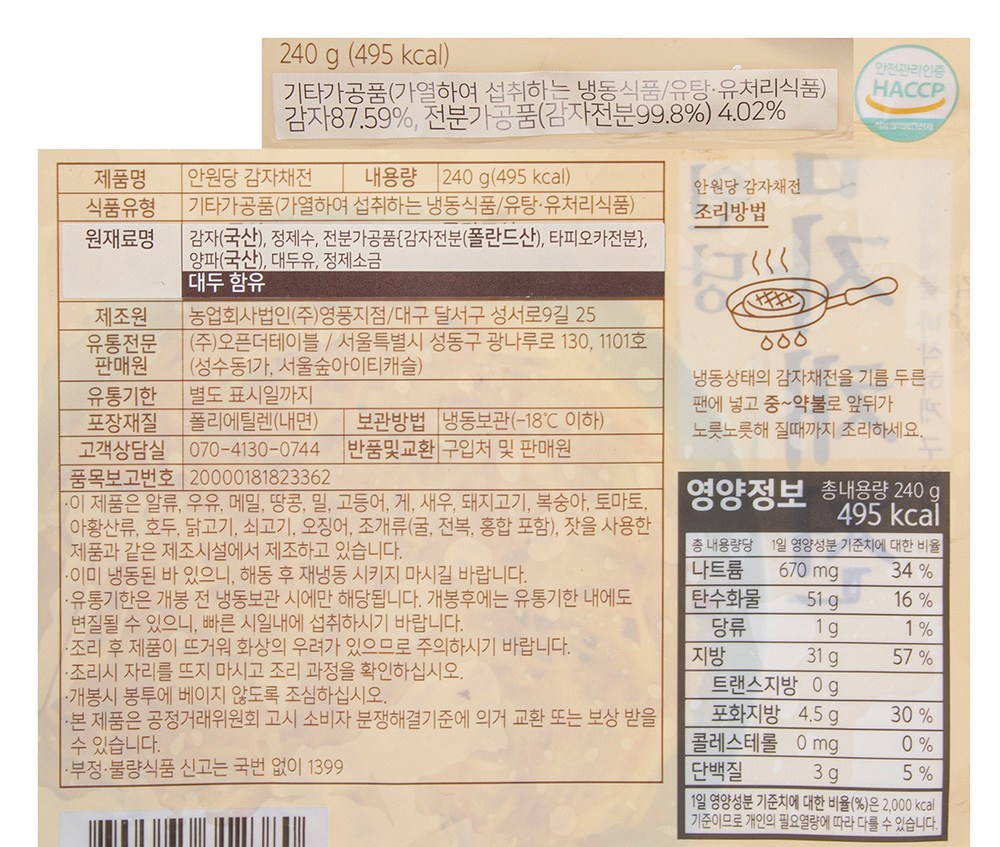 240 g (495 kcal)
기타가공품(가열하여 섭취하는 냉동식품/유탕·유처리식품)
감자87.59%, 전분가공품(감자전분99.8%) 4.02%
안전관리인증
HACCP
제품명 안원당 감자채전 내용량 240 g(495 kcal)
식품유형 기타가공품(가열하여 섭취하는 냉동식품/유탕·유처리식품)
원재료명 감자(국산), 정제수, 전분가공품{감자전분(폴란드산), 타피오카전분},
양파(국산), 대두유, 정제소금
대두 함유
제조원 농업회사법인(주)영풍지점/대구 달서구 성서로9길 25
유통전문 판매원 (주)오픈더테이블 / 서울특별시 성동구 광나루로 130, 1101호
(성수동1가, 서울숲아이티캐슬)
유통기한 별도 표시일까지
포장재질 폴리에틸렌(내면) 보관방법 냉동보관(-18℃ 이하)
고객상담실 070-4130-0744 반품및교환 구입처 및 판매원
품목보고번호 20000181823362
·이 제품은 알류, 우유, 메밀, 땅콩, 밀, 고등어, 게, 새우, 돼지고기, 복숭아, 토마토,
아황산류, 호두, 닭고기, 쇠고기, 오징어, 조개류(굴, 전복, 홍합 포함), 잣을 사용한
제품과 같은 제조시설에서 제조하고 있습니다.
·이미 냉동된 바 있으니, 해동 후 재냉동 시키지 마시길 바랍니다.
·유통기한은 개봉 전 냉동보관 시에만 해당됩니다. 개봉후에는 유통기한 내에도
변질될 수 있으니, 빠른 시일내에 섭취하시기 바랍니다.
·조리 후 제품이 뜨거워 화상의 우려가 있으므로 주의하시기 바랍니다.
·조리시 자리를 뜨지 마시고 조리 과정을 확인하십시오.
·개봉시 봉투에 베이지 않도록 조심하십시오.
·본 제품은 공정거래위원회 고시 소비자 분쟁해결기준에 의거 교환 또는 보상 받을
수 있습니다.
·부정·불량식품 신고는 국번 없이 1399
안원당 감자채전
조리방법
냉동상태의 감자채전을 기름 두른
팬에 넣고 중~약불로 앞뒤가
노릇노릇해 질때까지 조리하세요.
영양정보 총내용량 240 g
495 kcal
총 내용량당 1일 영양성분 기준치에 대한 비율
나트륨 670 mg 34 %
탄수화물 51 g 16 %
당류 1 g 1 %
지방 31 g 57 %
트랜스지방 0 g
포화지방 4.5 g 30 %
콜레스테롤 0 mg 0 %
단백질 3 g 5 %
1일 영양성분 기준치에 대한 비율(%)은 2,000 kcal
기준이므로 개인의 필요열량에 따라 다를 수 있습니다.